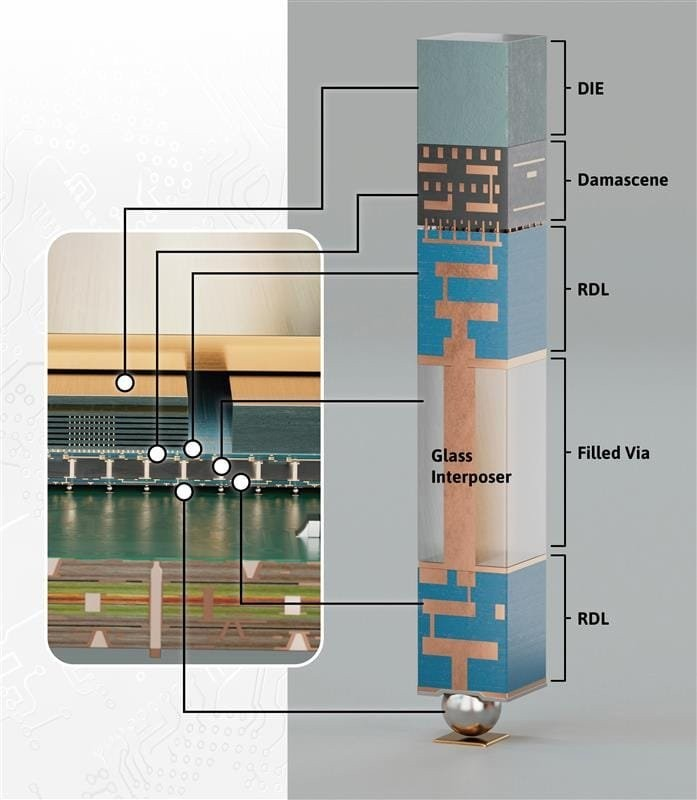 DIE
Damascene
RDL
Glass
Interposer
Filled Via
RDL